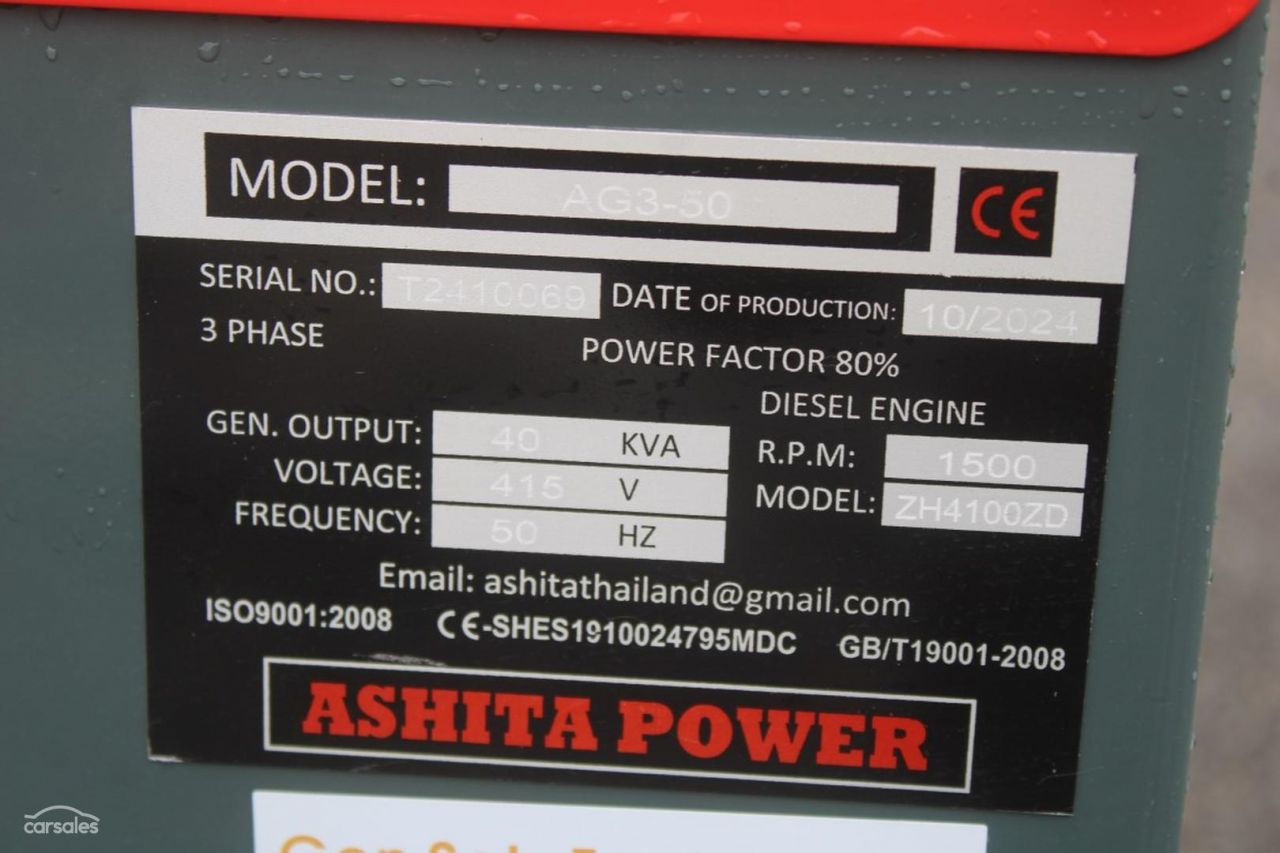 MODEL: AG3-50 CE
SERIAL NO.: T2410069 DATE OF PRODUCTION: 10/2024
3 PHASE POWER FACTOR 80%
DIESEL ENGINE
GEN. OUTPUT: 40 KVA R.P.M: 1500
VOLTAGE: 415 V MODEL: ZH4100ZD
FREQUENCY: 50 HZ
Email: ashitathailand@gmail.com
ISO9001:2008 CE-SHES1910024795MDC GB/T19001-2008
ASHITA POWER
carsales